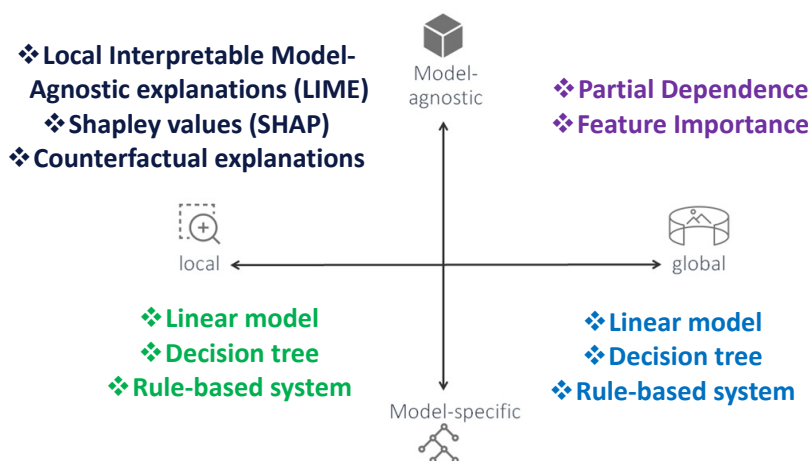 ❖Local Interpretable Model-
Agnostic explanations (LIME)
❖Shapley values (SHAP)
❖Counterfactual explanations
Model-
agnostic
❖Partial Dependence
❖Feature Importance
local
global
❖Linear model
❖Decision tree
❖Rule-based system
❖Linear model
❖Decision tree
❖Rule-based system
Model-specific